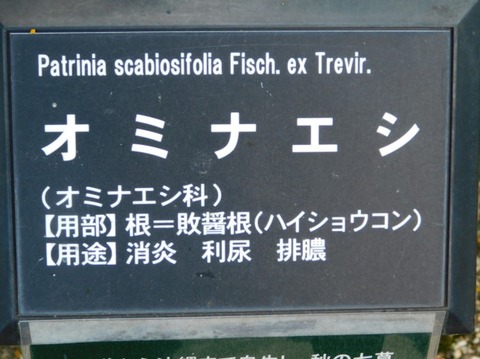 Patrinia scabiosifolia Fisch. ex Trevir.
オミナエシ
(オミナエシ科)
【用部】根=敗醤根(ハイショウコン)
【用途】消炎 利尿 排膿